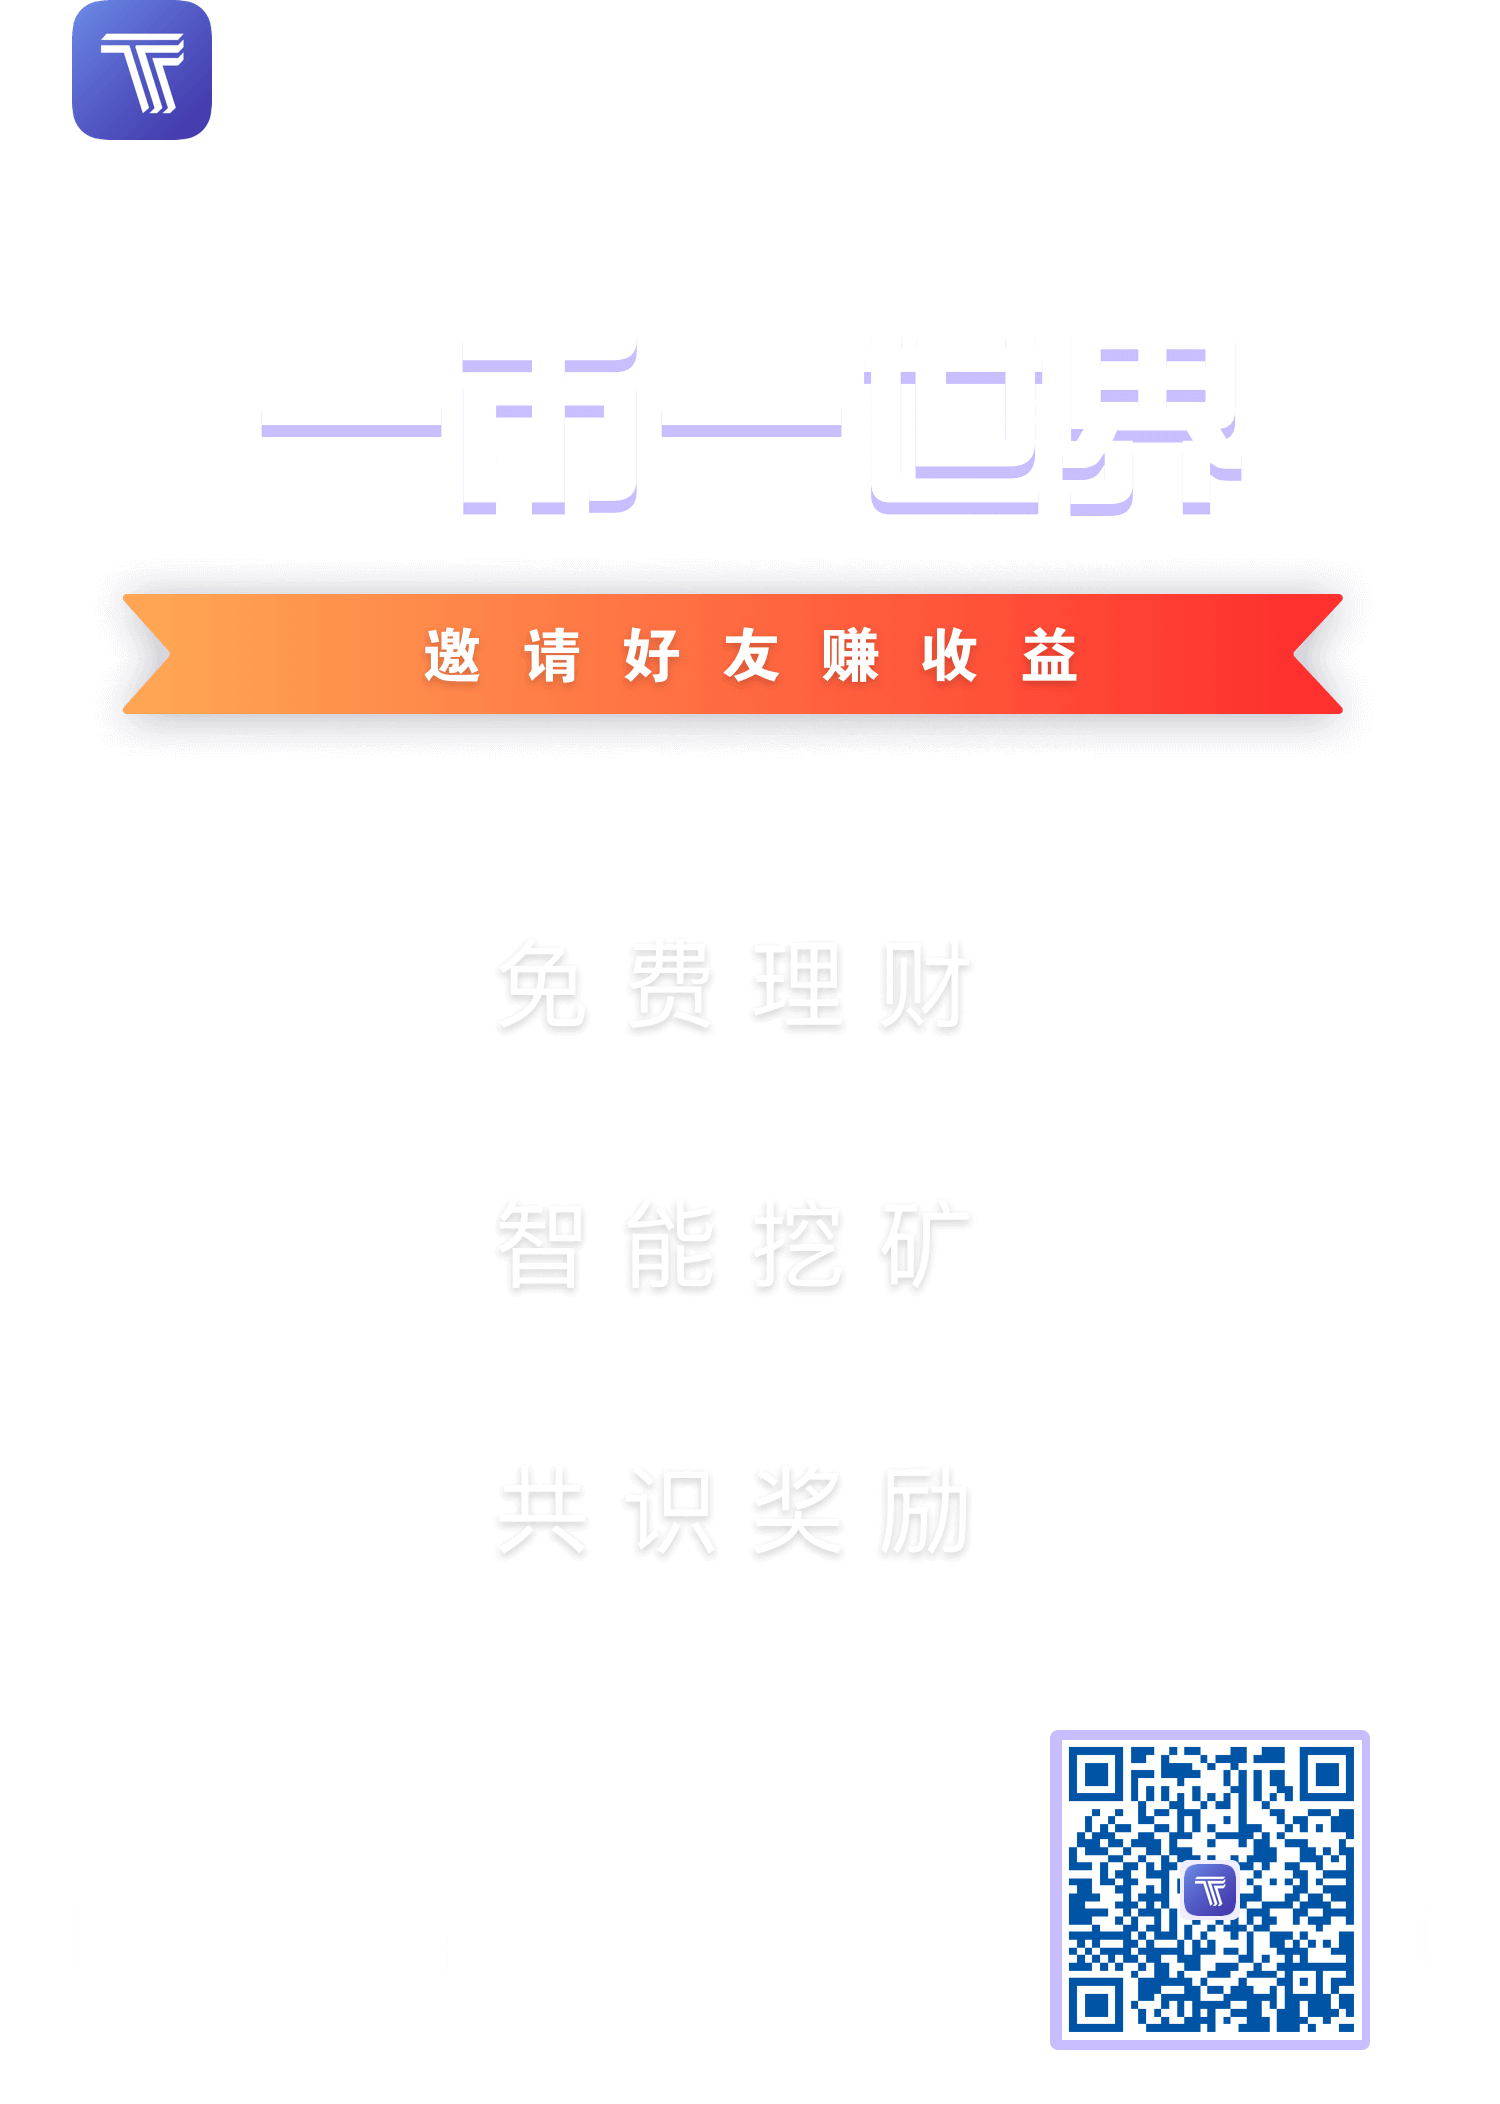 一币一世界
邀请好友赚收益
免费理财
智能挖矿
共识奖励